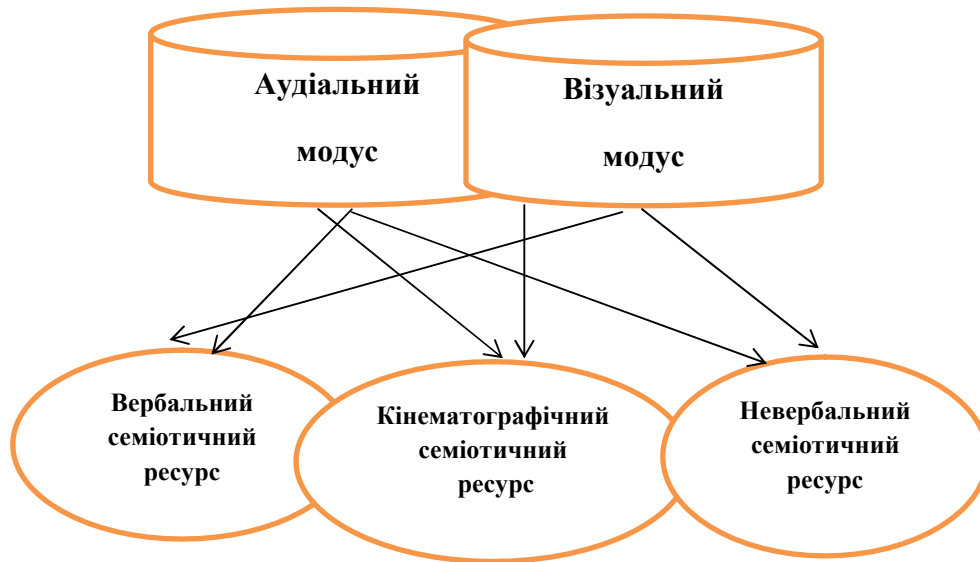 Аудіальний
модус
Візуальний
модус
Вербальний
семіотичний
ресурс
Кінематографічний
семіотичний
ресурс
Невербальний
семіотичний
ресурс